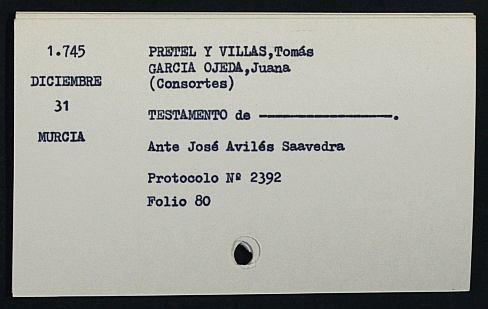 1.745
DICIEMBRE
31
MURCIA
PRETEL Y VILLAS,Tomás
GARCIA OJEDA,Juana
(Consortes)
TESTAMENTO de ------------------.
Ante José Avilés Saavedra
Protocolo Nº 2392
Folio 80